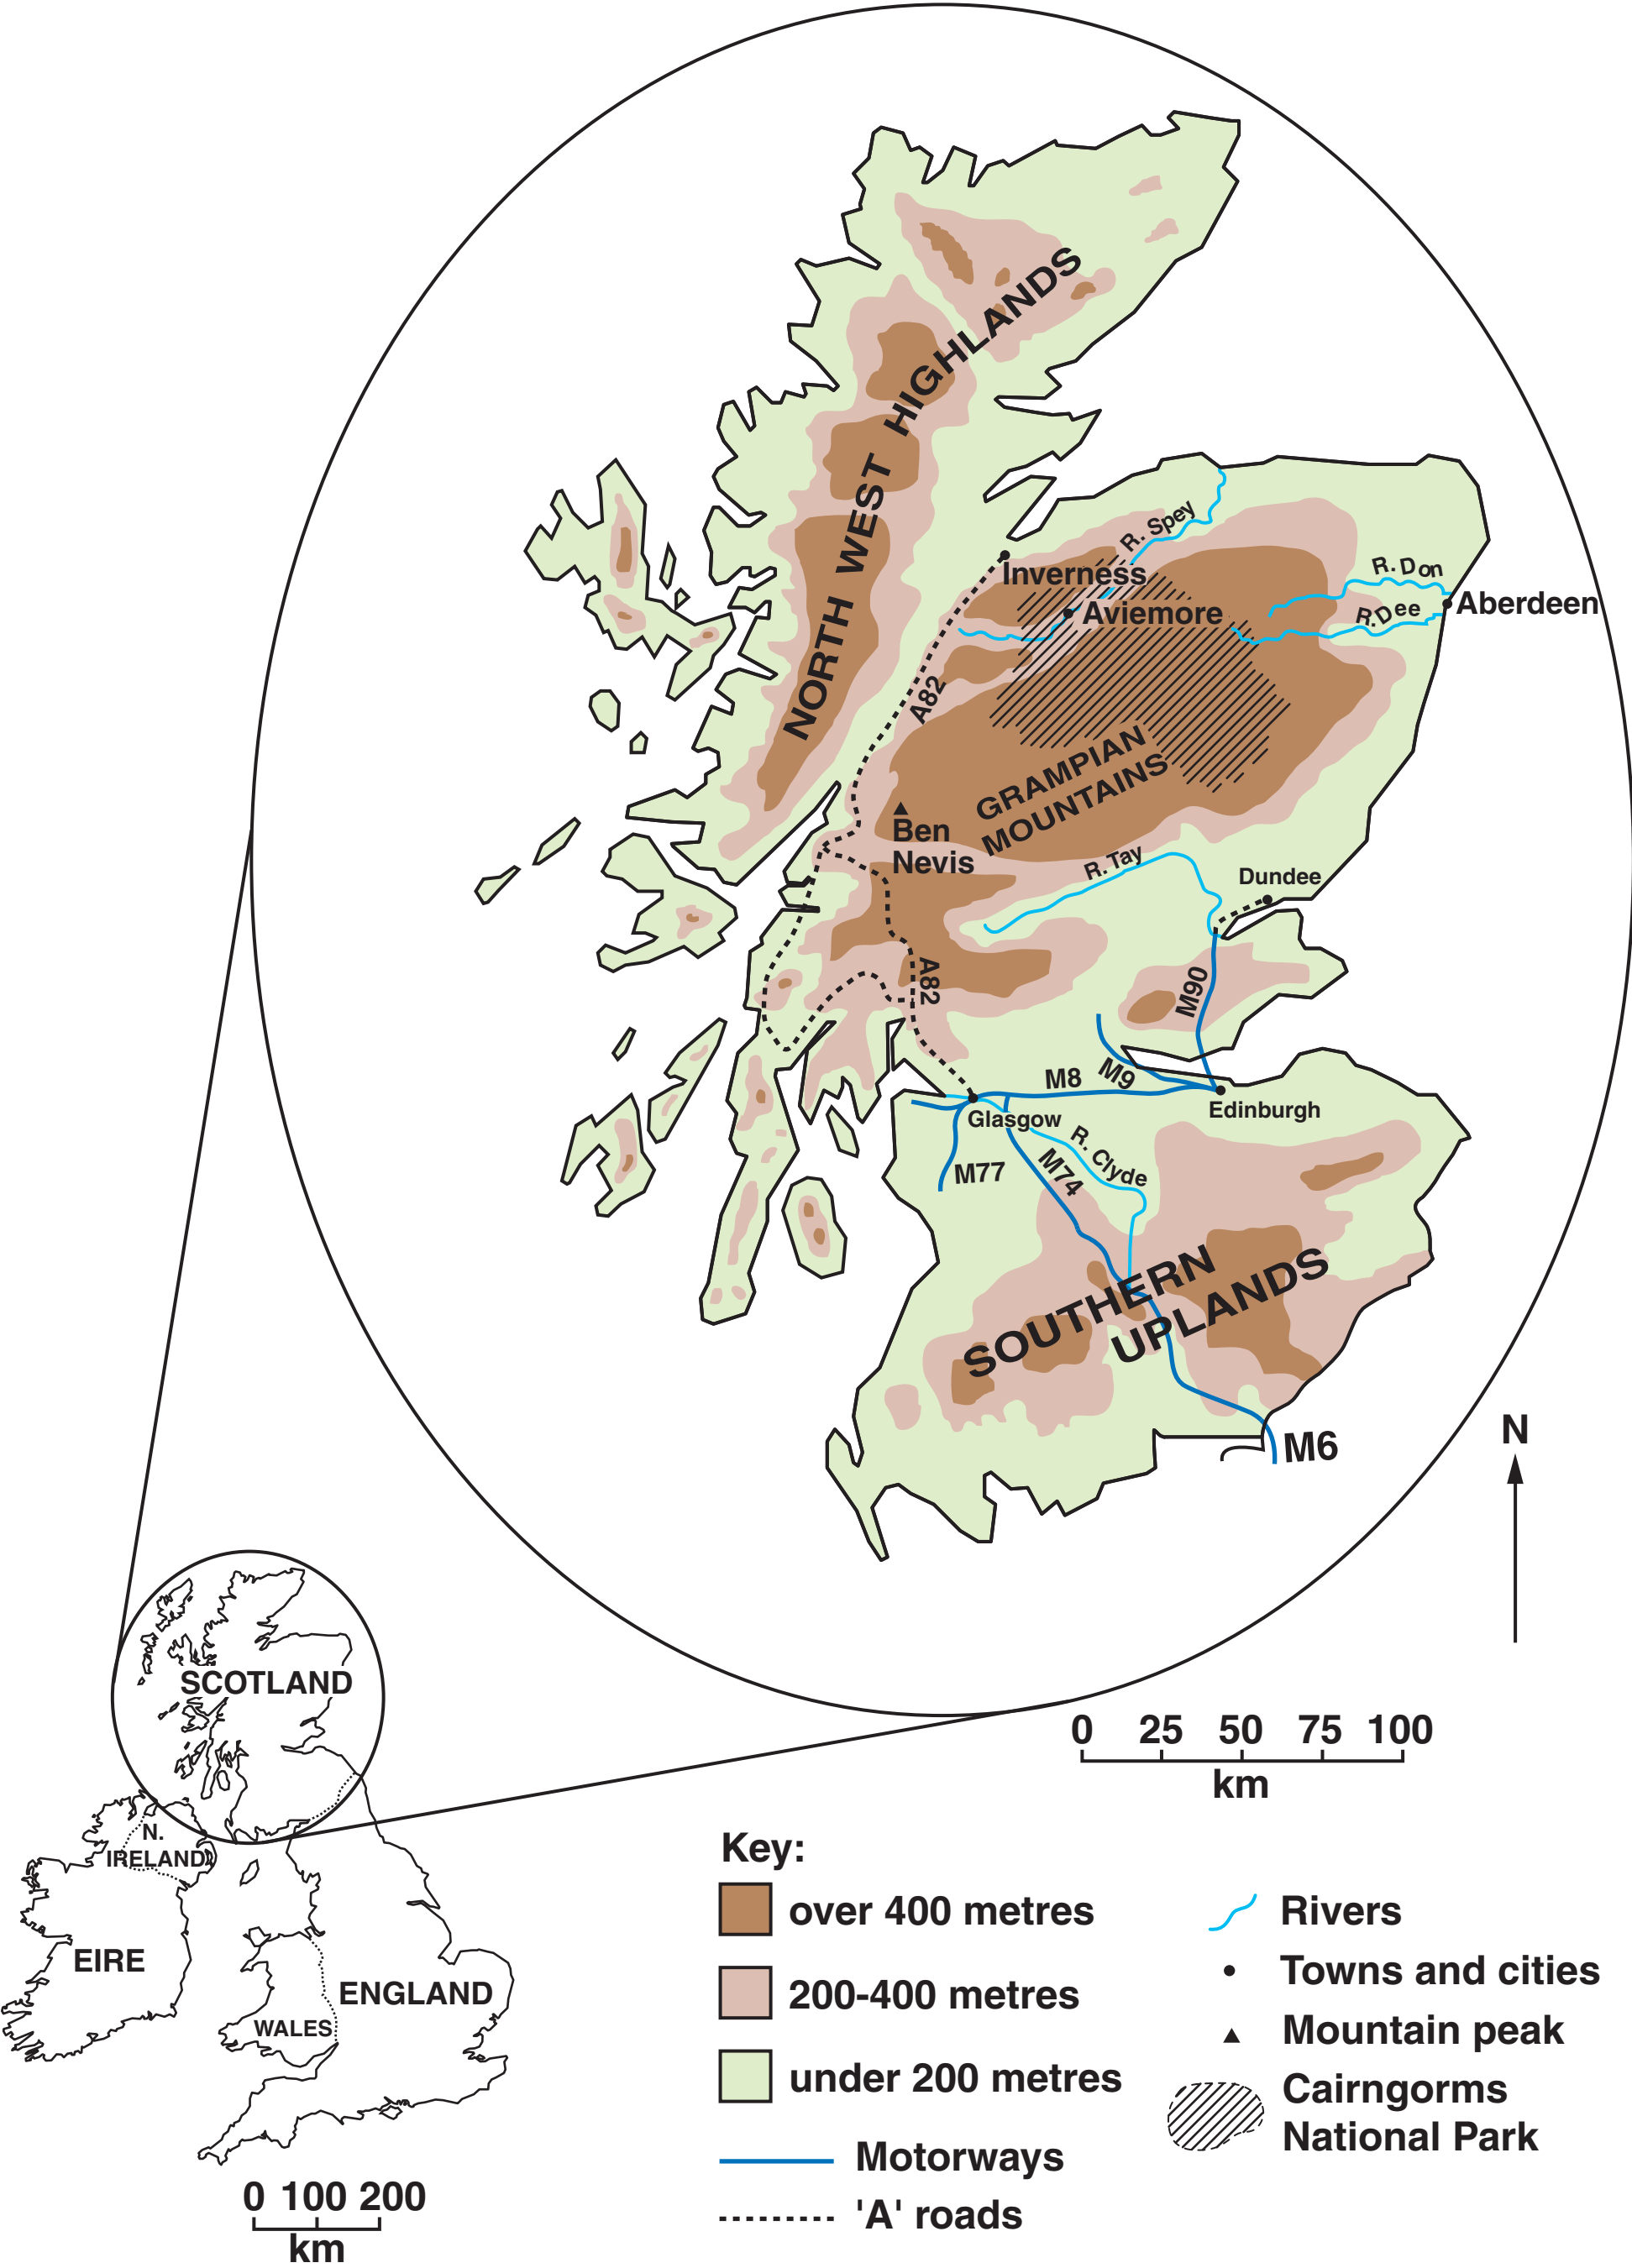 NORTH WEST HIGHLANDS
R. Spey
Inverness
Aviemore
R. Don
R. Dee
Aberdeen
A82
GRAMPIAN
MOUNTAINS
Ben
Nevis
R. Tay
Dundee
A82
M90
M9
M8
Edinburgh
Glasgow
R. Clyde
M77
M74
SOUTHERN
UPLANDS
M6
N
SCOTLAND
N.
IRELAND
EIRE
ENGLAND
WALES
0 100 200
km
0 25 50 75 100
km
Key:
over 400 metres
200-400 metres
under 200 metres
Motorways
'A' roads
Rivers
Towns and cities
Mountain peak
Cairngorms
National Park